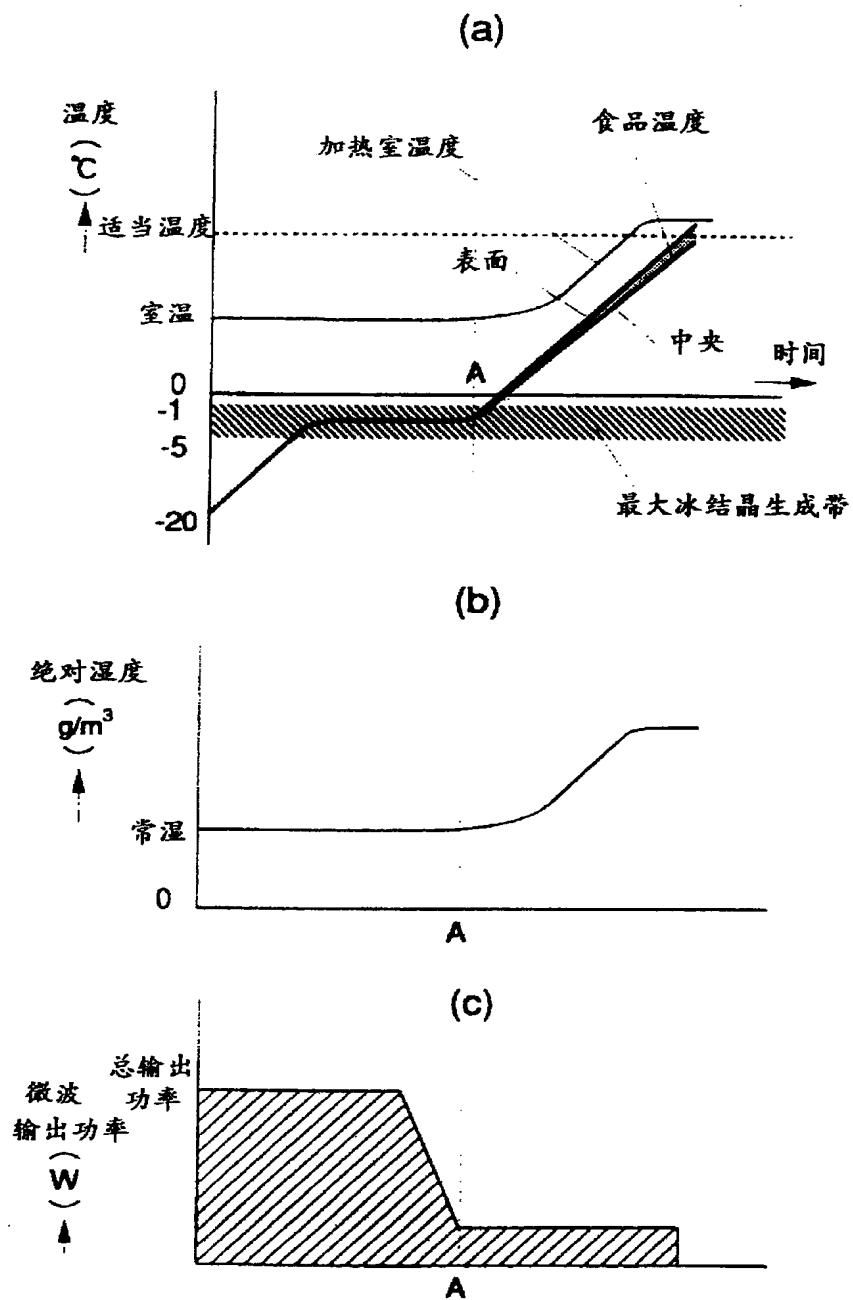 (a)
温度
(℃)
加热室温度
食品温度
适当温度
表面
室温
中央
时间
A
0
-1
-5
-20
最大冰结晶生成带
(b)
绝对湿度
(g/m³)
常湿
0
A
(c)
总输出
功率
微波
输出功率
(W)
A